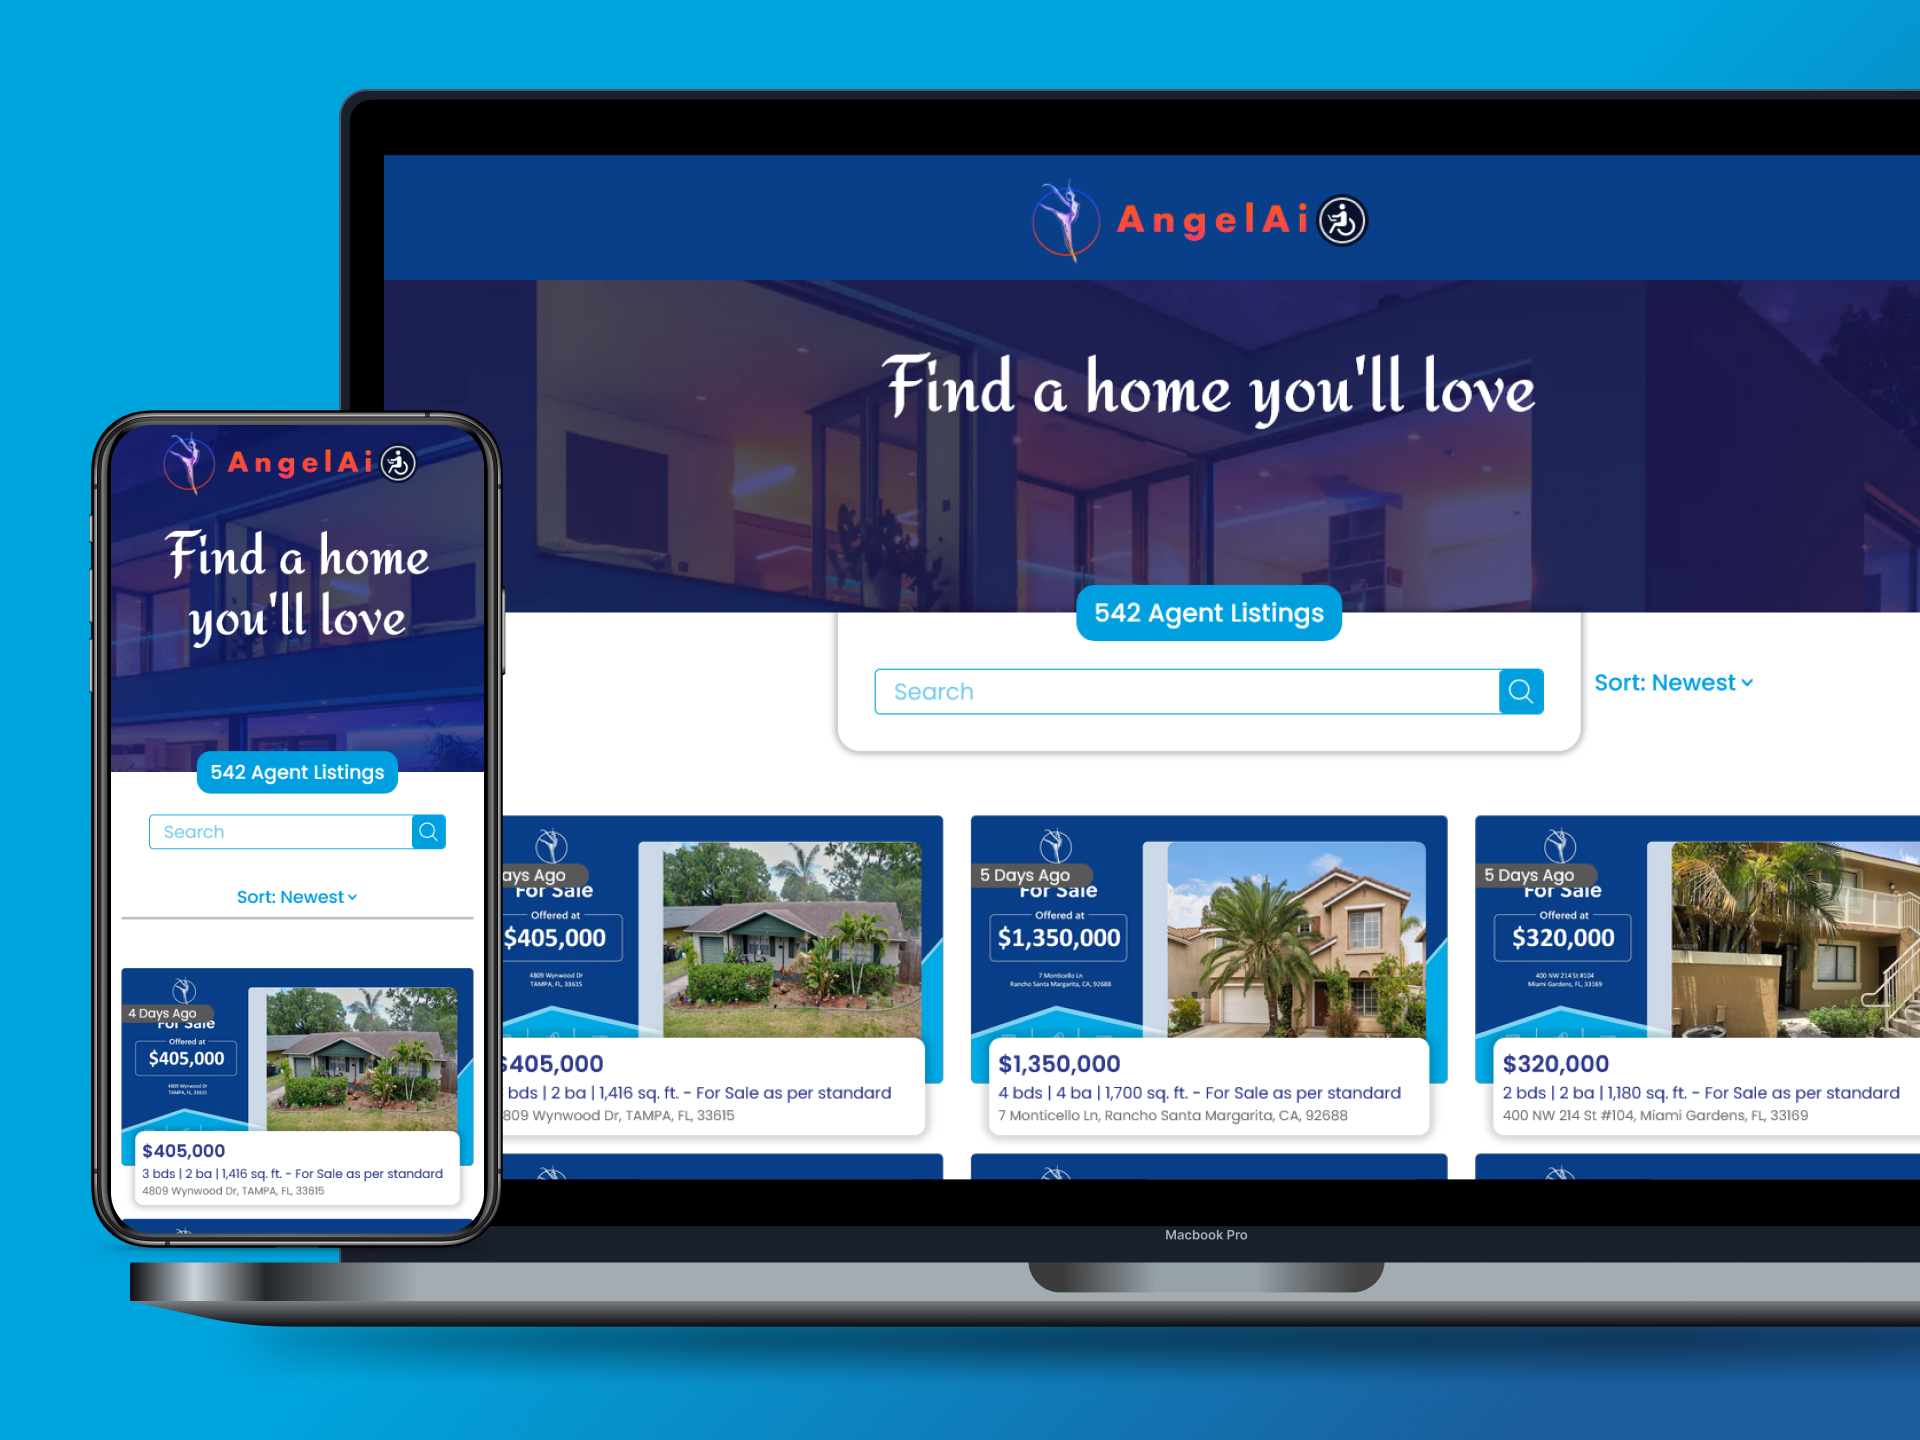 AngelAi
Find a home you'll love
542 Agent Listings
Search
Sort: Newest
ays Ago
For Sale
Offered at
$405,000
4809 Wynwood Dr
TAMPA, FL, 33615
$405,000
bds | 2 ba | 1,416 sq. ft. - For Sale as per standard
809 Wynwood Dr, TAMPA, FL, 33615
5 Days Ago
For Sale
Offered at
$1,350,000
7 Monticello Ln
Rancho Santa Margarita, CA, 92688
$1,350,000
4 bds | 4 ba | 1,700 sq. ft. - For Sale as per standard
7 Monticello Ln, Rancho Santa Margarita, CA, 92688
5 Days Ago
For Sale
Offered at
$320,000
400 NW 214 St #104
Miami Gardens, FL, 33169
$320,000
2 bds | 2 ba | 1,180 sq. ft. - For Sale as per standard
400 NW 214 St #104, Miami Gardens, FL, 33169
Macbook Pro
AngelAi
Find a home
you'll love
542 Agent Listings
Search
Sort: Newest
4 Days Ago
For Sale
Offered at
$405,000
4809 Wynwood Dr
TAMPA, FL, 33615
$405,000
3 bds | 2 ba | 1,416 sq. ft. - For Sale as per standard
4809 Wynwood Dr, TAMPA, FL, 33615